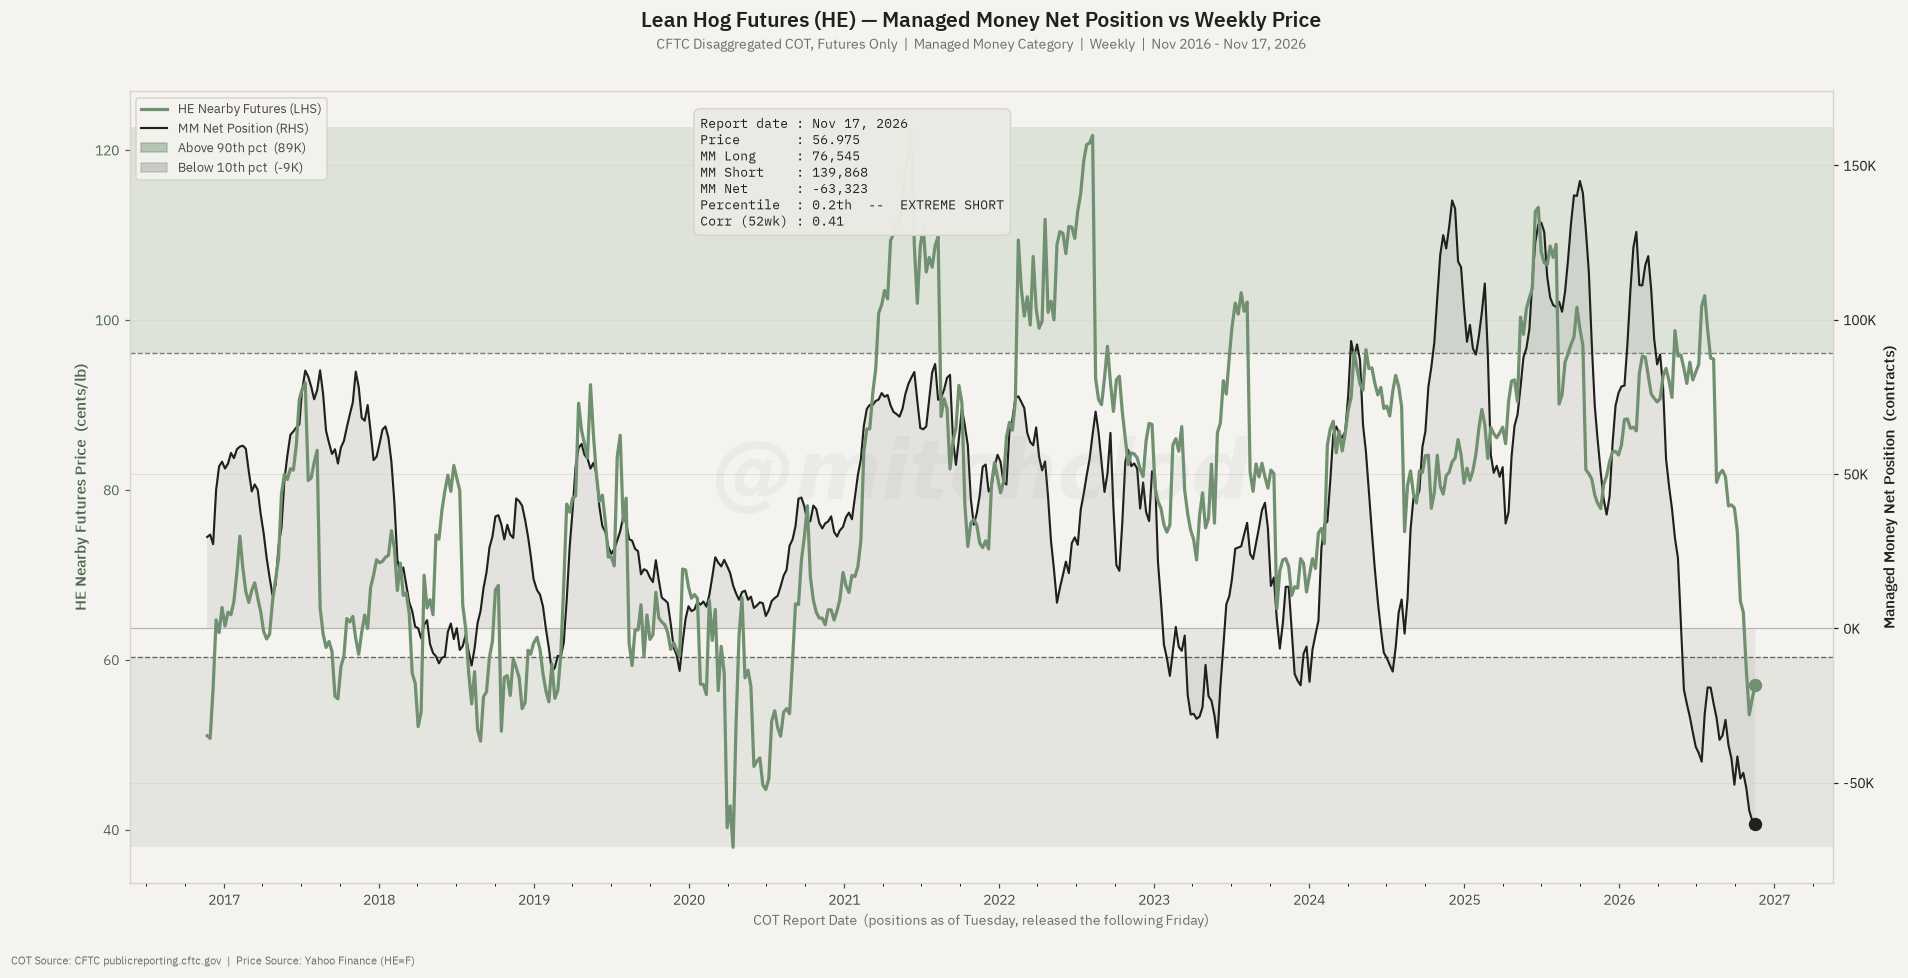 Lean Hog Futures (HE) — Managed Money Net Position vs Weekly Price
CFTC Disaggregated COT, Futures Only | Managed Money Category | Weekly | Nov 2016 - Nov 17, 2026
HE Nearby Futures (LHS)
MM Net Position (RHS)
Above 90th pct (89K)
Below 10th pct (-9K)
Report date : Nov 17, 2026
Price : 56.975
MM Long : 76,545
MM Short : 139,868
MM Net : -63,323
Percentile : 0.2th -- EXTREME SHORT
Corr (52wk) : 0.41
HE Nearby Futures Price (cents/lb)
120
100
80
60
40
150K
100K
50K
0K
-50K
Managed Money Net Position (contracts)
2017 2018 2019 2020 2021 2022 2023 2024 2025 2026 2027
COT Report Date (positions as of Tuesday, released the following Friday)
COT Source: CFTC publicreporting.cftc.gov | Price Source: Yahoo Finance (HE=F)